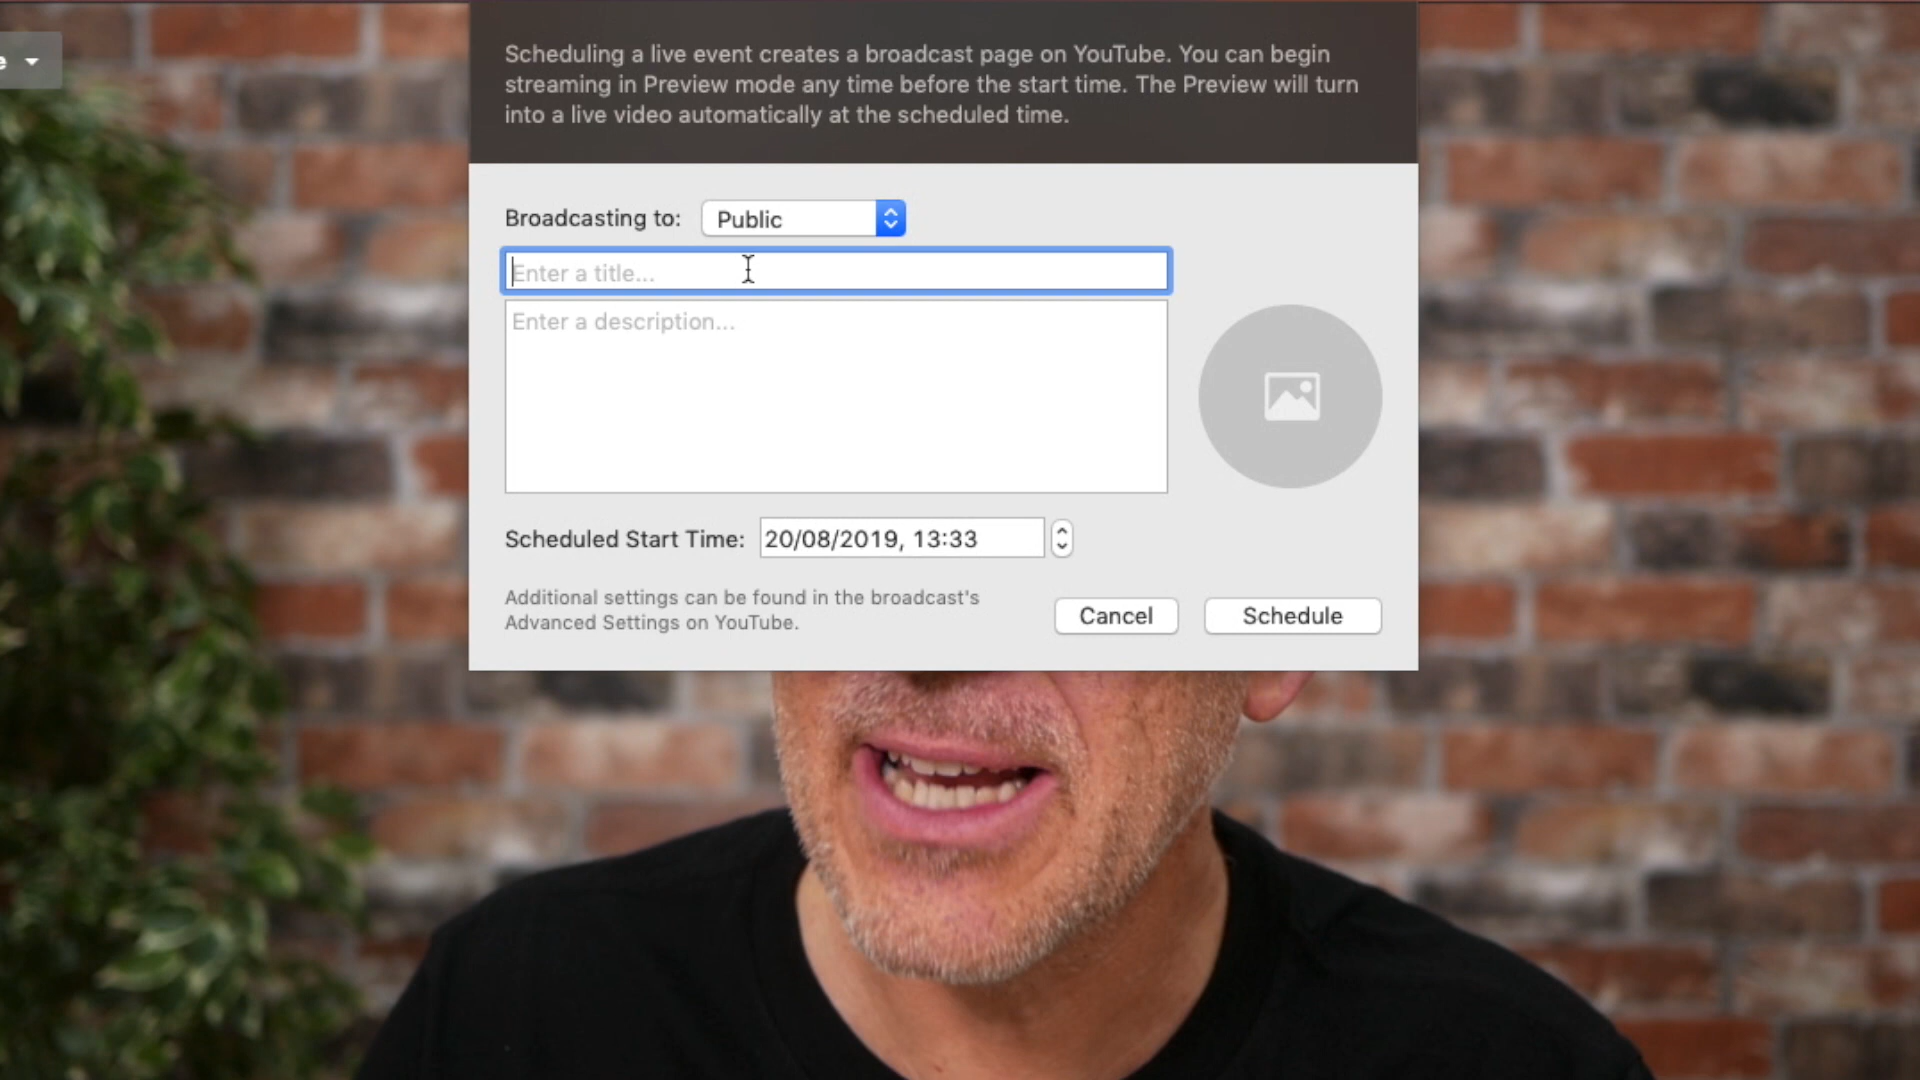 e
Scheduling a live event creates a broadcast page on YouTube. You can begin
streaming in Preview mode any time before the start time. The Preview will turn
into a live video automatically at the scheduled time.
Broadcasting to: Public
Enter a title...
Enter a description...
Scheduled Start Time: 20/08/2019, 13:33
Additional settings can be found in the broadcast's
Advanced Settings on YouTube.
Cancel Schedule